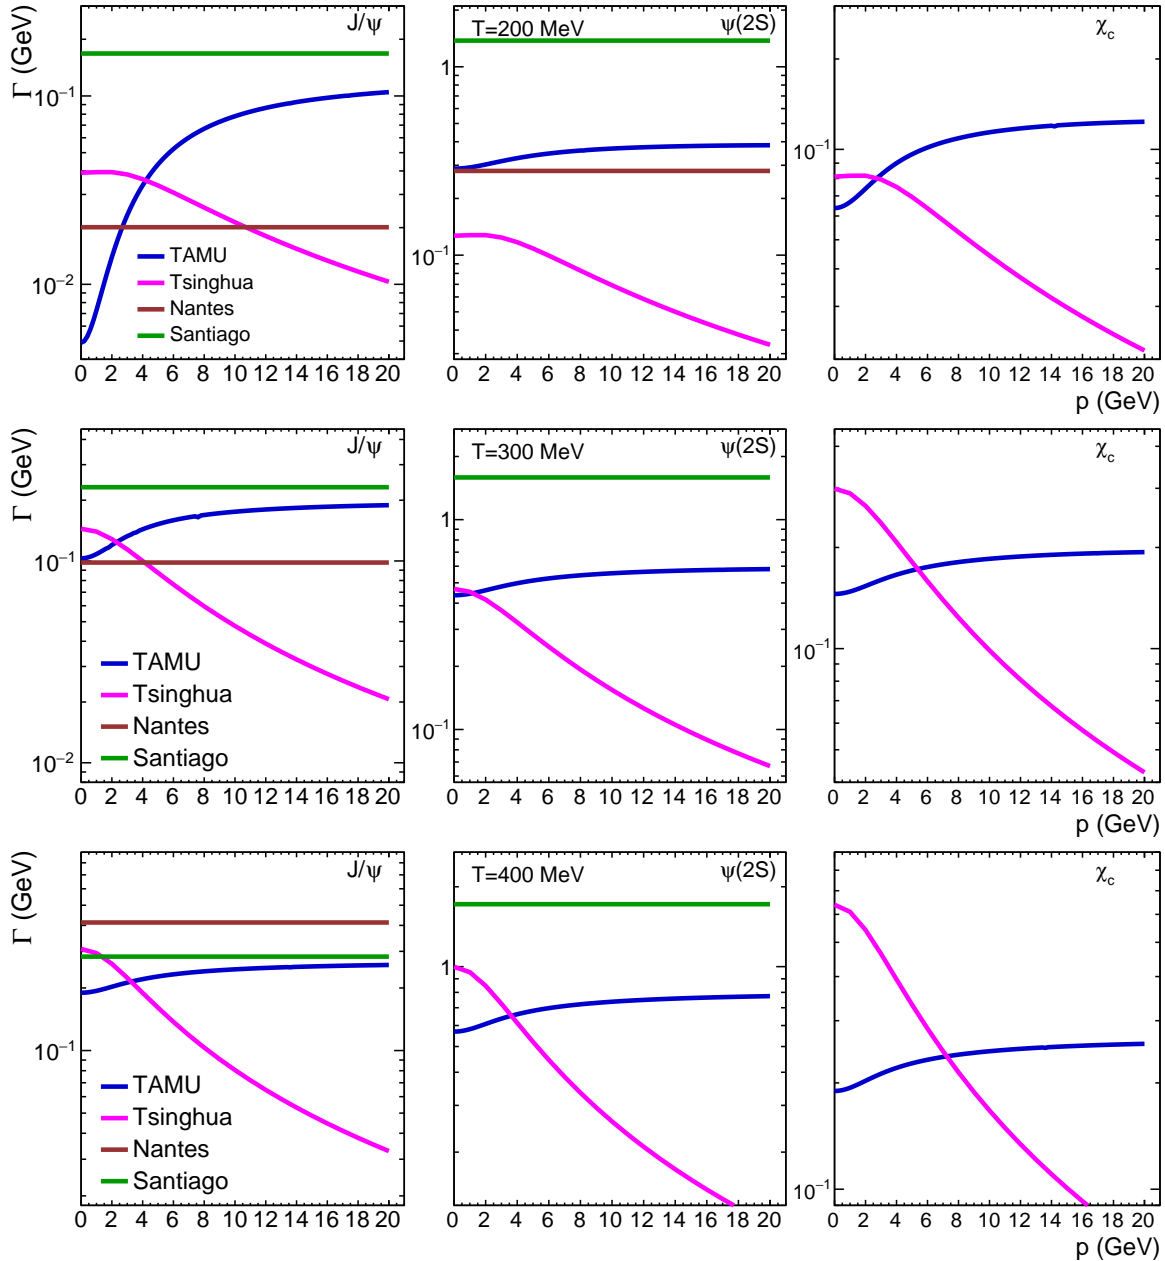 Γ (GeV)
J/ψ
10⁻¹
10⁻²
TAMU
Tsinghua
Nantes
Santiago
0 2 4 6 8 10 12 14 16 18 20
T=200 MeV
ψ(2S)
1
10⁻¹
0 2 4 6 8 10 12 14 16 18 20
χc
10⁻¹
0 2 4 6 8 10 12 14 16 18 20
p (GeV)
Γ (GeV)
J/ψ
10⁻¹
10⁻²
TAMU
Tsinghua
Nantes
Santiago
0 2 4 6 8 10 12 14 16 18 20
T=300 MeV
ψ(2S)
1
10⁻¹
0 2 4 6 8 10 12 14 16 18 20
χc
10⁻¹
0 2 4 6 8 10 12 14 16 18 20
p (GeV)
Γ (GeV)
J/ψ
10⁻¹
TAMU
Tsinghua
Nantes
Santiago
0 2 4 6 8 10 12 14 16 18 20
T=400 MeV
ψ(2S)
1
0 2 4 6 8 10 12 14 16 18 20
χc
10⁻¹
0 2 4 6 8 10 12 14 16 18 20
p (GeV)